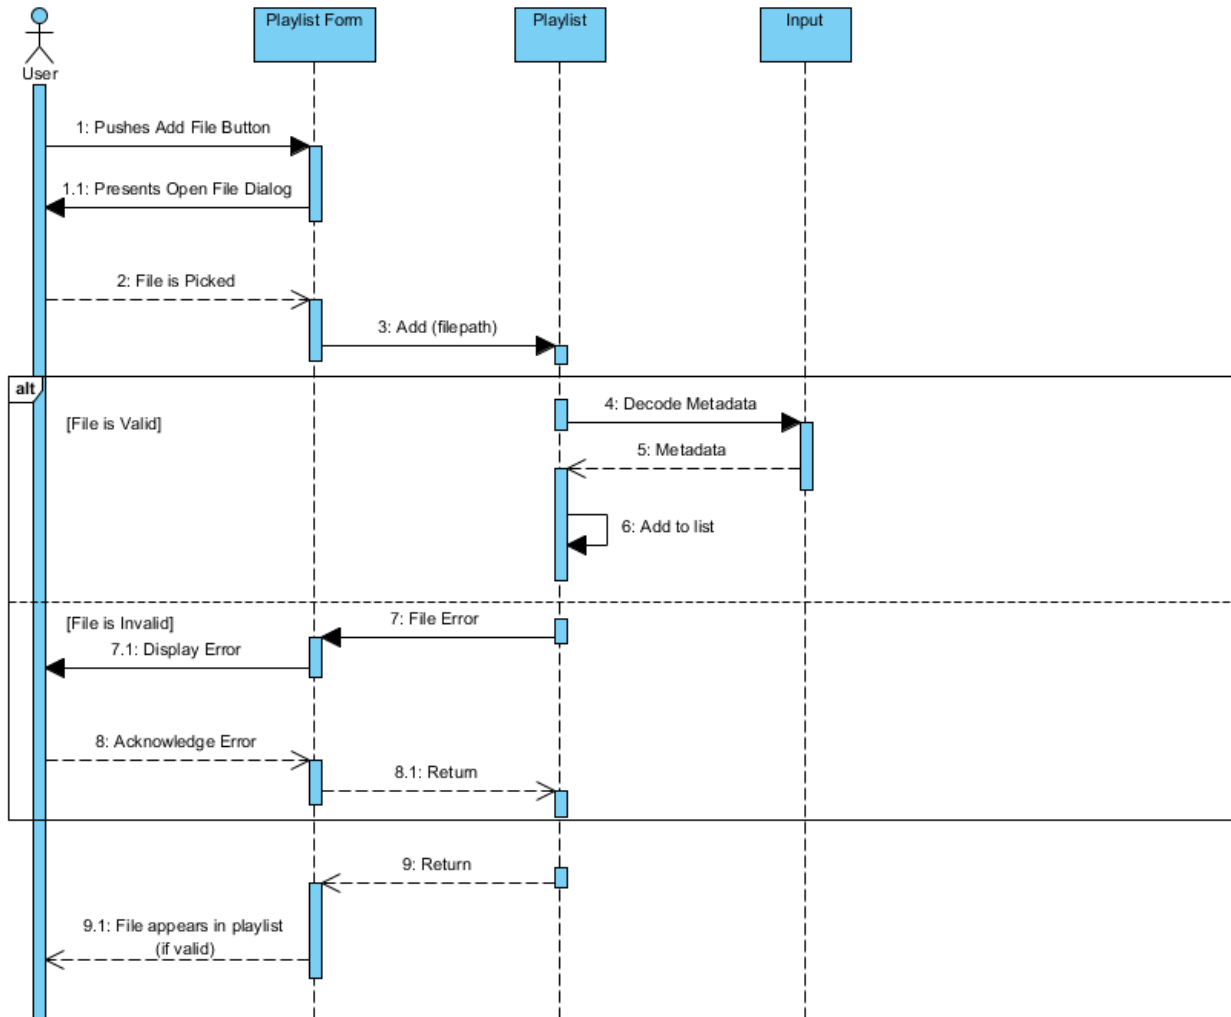 User
Playlist Form
Playlist
Input
1: Pushes Add File Button
1.1: Presents Open File Dialog
2: File is Picked
3: Add (filepath)
alt
[File is Valid]
4: Decode Metadata
5: Metadata
6: Add to list
[File is Invalid]
7: File Error
7.1: Display Error
8: Acknowledge Error
8.1: Return
9: Return
9.1: File appears in playlist
(if valid)